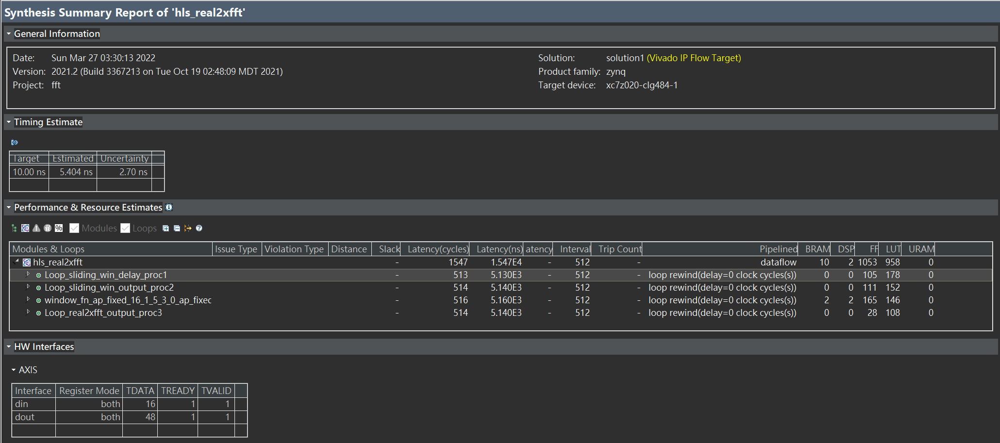 Synthesis Summary Report of 'hls_real2xfft'
General Information
Date: Sun Mar 27 03:30:13 2022 Solution: solution1 (Vivado IP Flow Target)
Version: 2021.2 (Build 3367213 on Tue Oct 19 02:48:09 MDT 2021) Product family: zynq
Project: fft Target device: xc7z020-clg484-1
Timing Estimate
Target Estimated Uncertainty
10.00 ns 5.404 ns 2.70 ns
Performance & Resource Estimates
% Modules Loops
Modules & Loops Issue Type Violation Type Distance Slack Latency(cycles) Latency(ns) atency Interval Trip Count Pipelined BRAM DSP FF LUT URAM
hls_real2xfft - 1547 1.547E4 - 512 - dataflow 10 2 1053 958 0
Loop_sliding_win_delay_proc1 - 513 5.130E3 - 512 - loop rewind(delay=0 clock cycles(s)) 0 0 105 178 0
Loop_sliding_win_output_proc2 - 514 5.140E3 - 512 - loop rewind(delay=0 clock cycles(s)) 0 0 111 152 0
window_fn_ap_fixed_16_1_5_3_0_ap_fixec - 516 5.160E3 - 512 - loop rewind(delay=0 clock cycles(s)) 2 2 165 146 0
Loop_real2xfft_output_proc3 - 514 5.140E3 - 512 - loop rewind(delay=0 clock cycles(s)) 0 0 28 108 0
HW Interfaces
AXIS
Interface Register Mode TDATA TREADY TVALID
din both 16 1 1
dout both 48 1 1